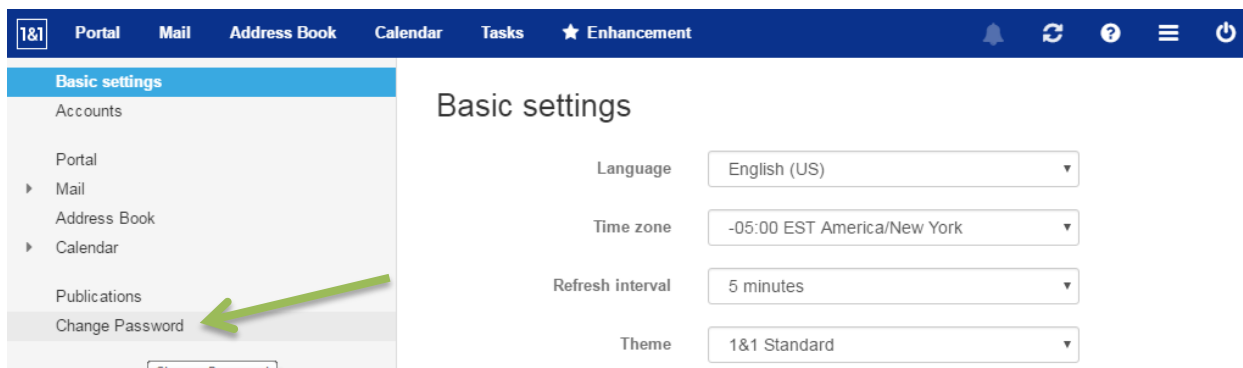 1&1 Portal Mail Address Book Calendar Tasks Enhancement
Basic settings
Accounts
Portal
Mail
Address Book
Calendar
Publications
Change Password
Basic settings
Language English (US)
Time zone -05:00 EST America/New York
Refresh interval 5 minutes
Theme 1&1 Standard